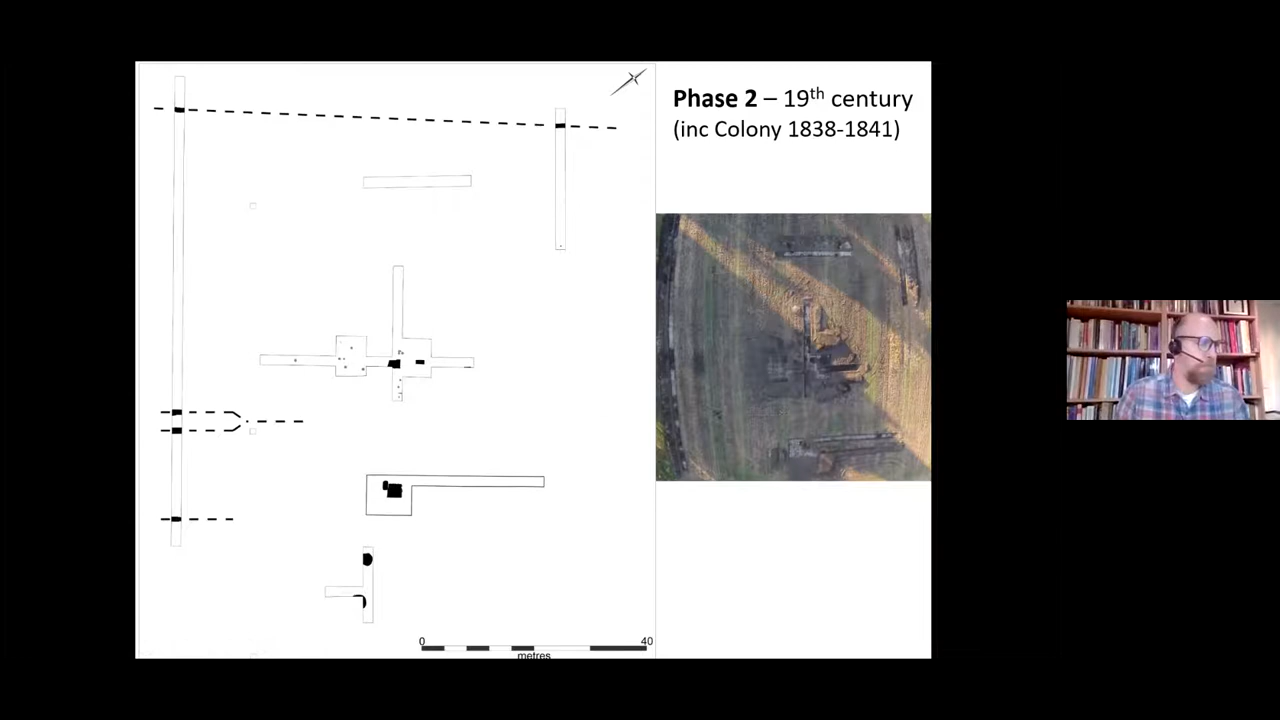 Phase 2 – 19th century
(inc Colony 1838-1841)
0 40
metres